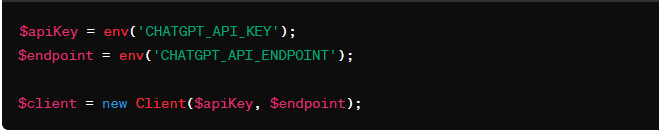 $apiKey = env('CHATGPT_API_KEY');
$endpoint = env('CHATGPT_API_ENDPOINT');
$client = new Client($apiKey, $endpoint);